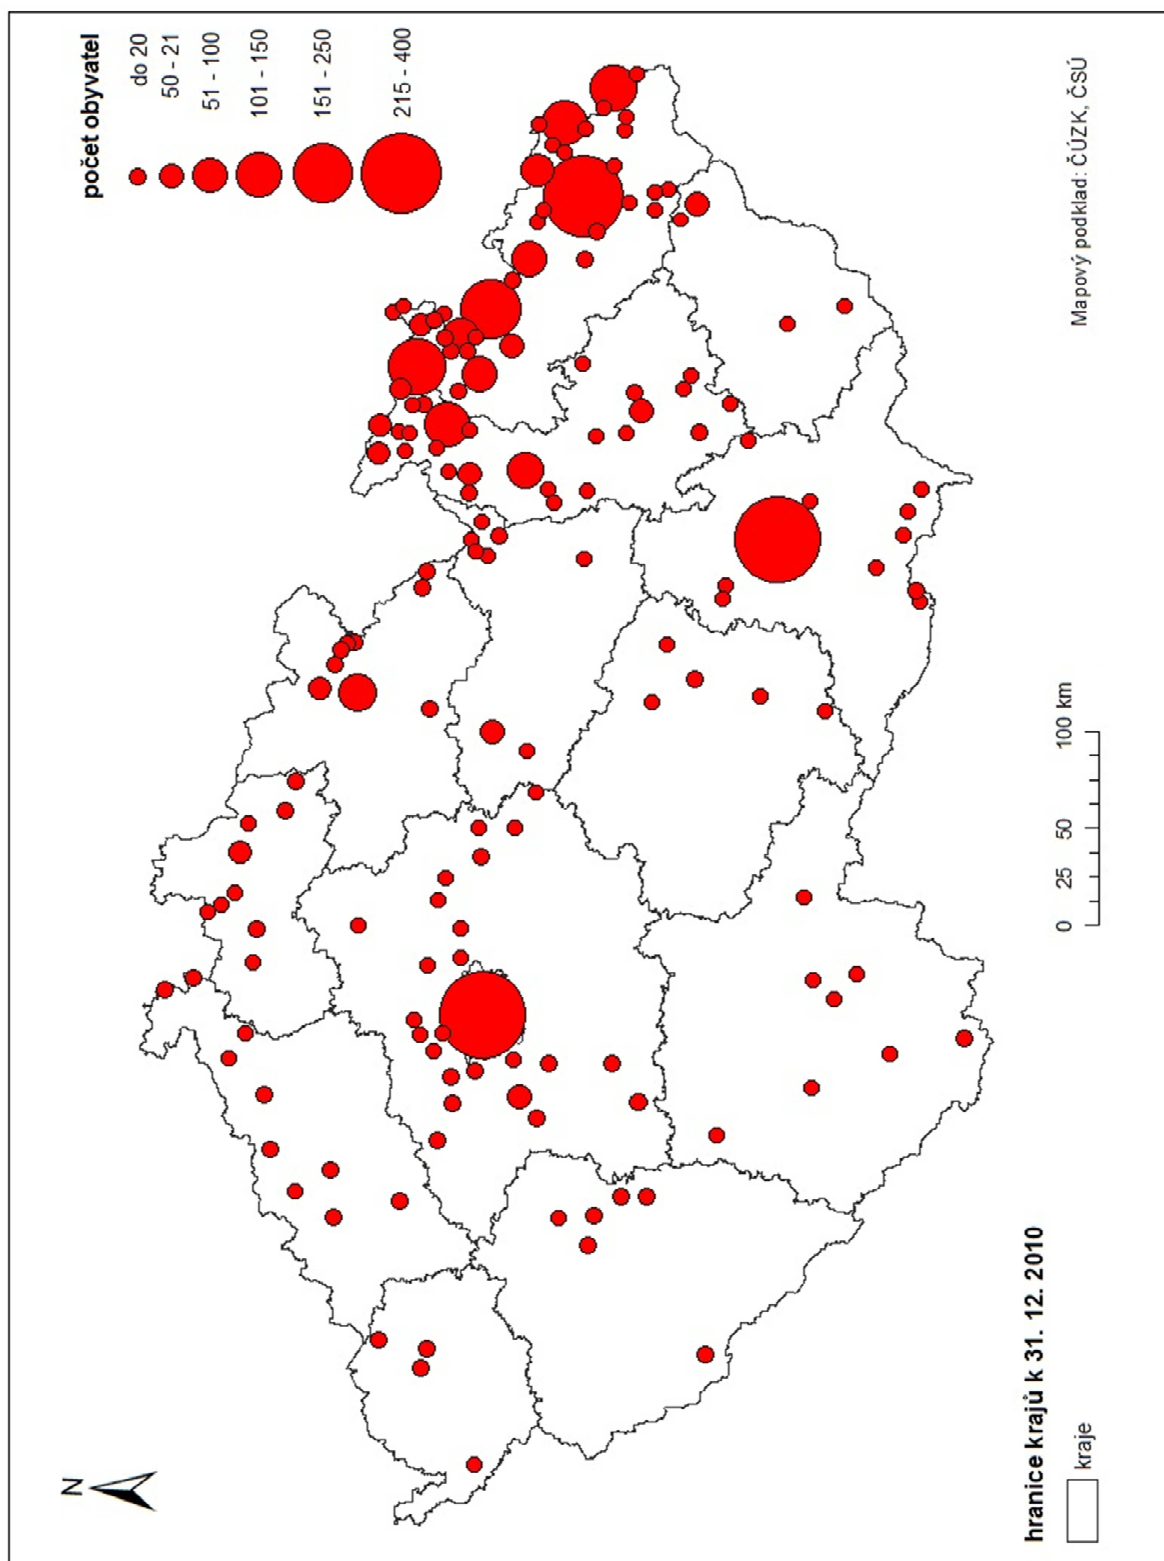 N
počet obyvatel
do 20
50 - 21
51 - 100
101 - 150
151 - 250
215 - 400
hranice krajů k 31. 12. 2010
kraje
0 25 50 100 km
Mapový podklad: ČÚZK, ČSÚ